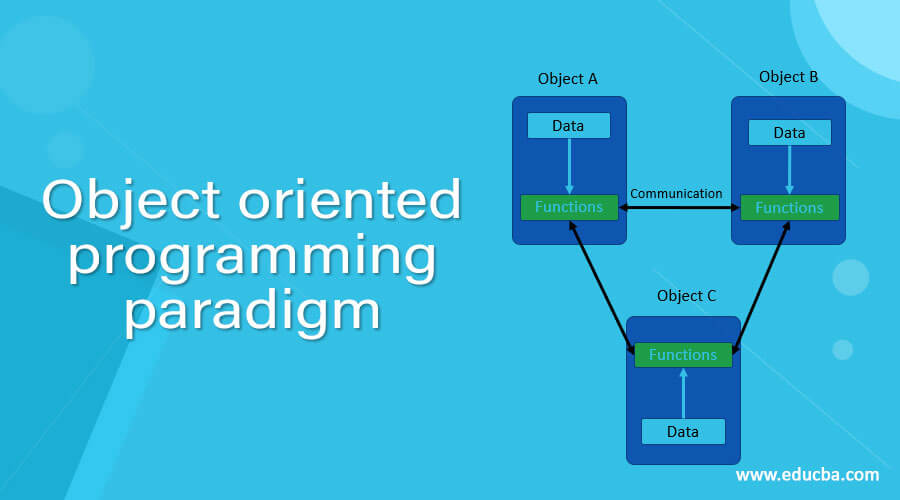 Object oriented
programming
paradigm
Object A
Data
Functions
Communication
Object B
Data
Functions
Object C
Functions
Data
www.educba.com